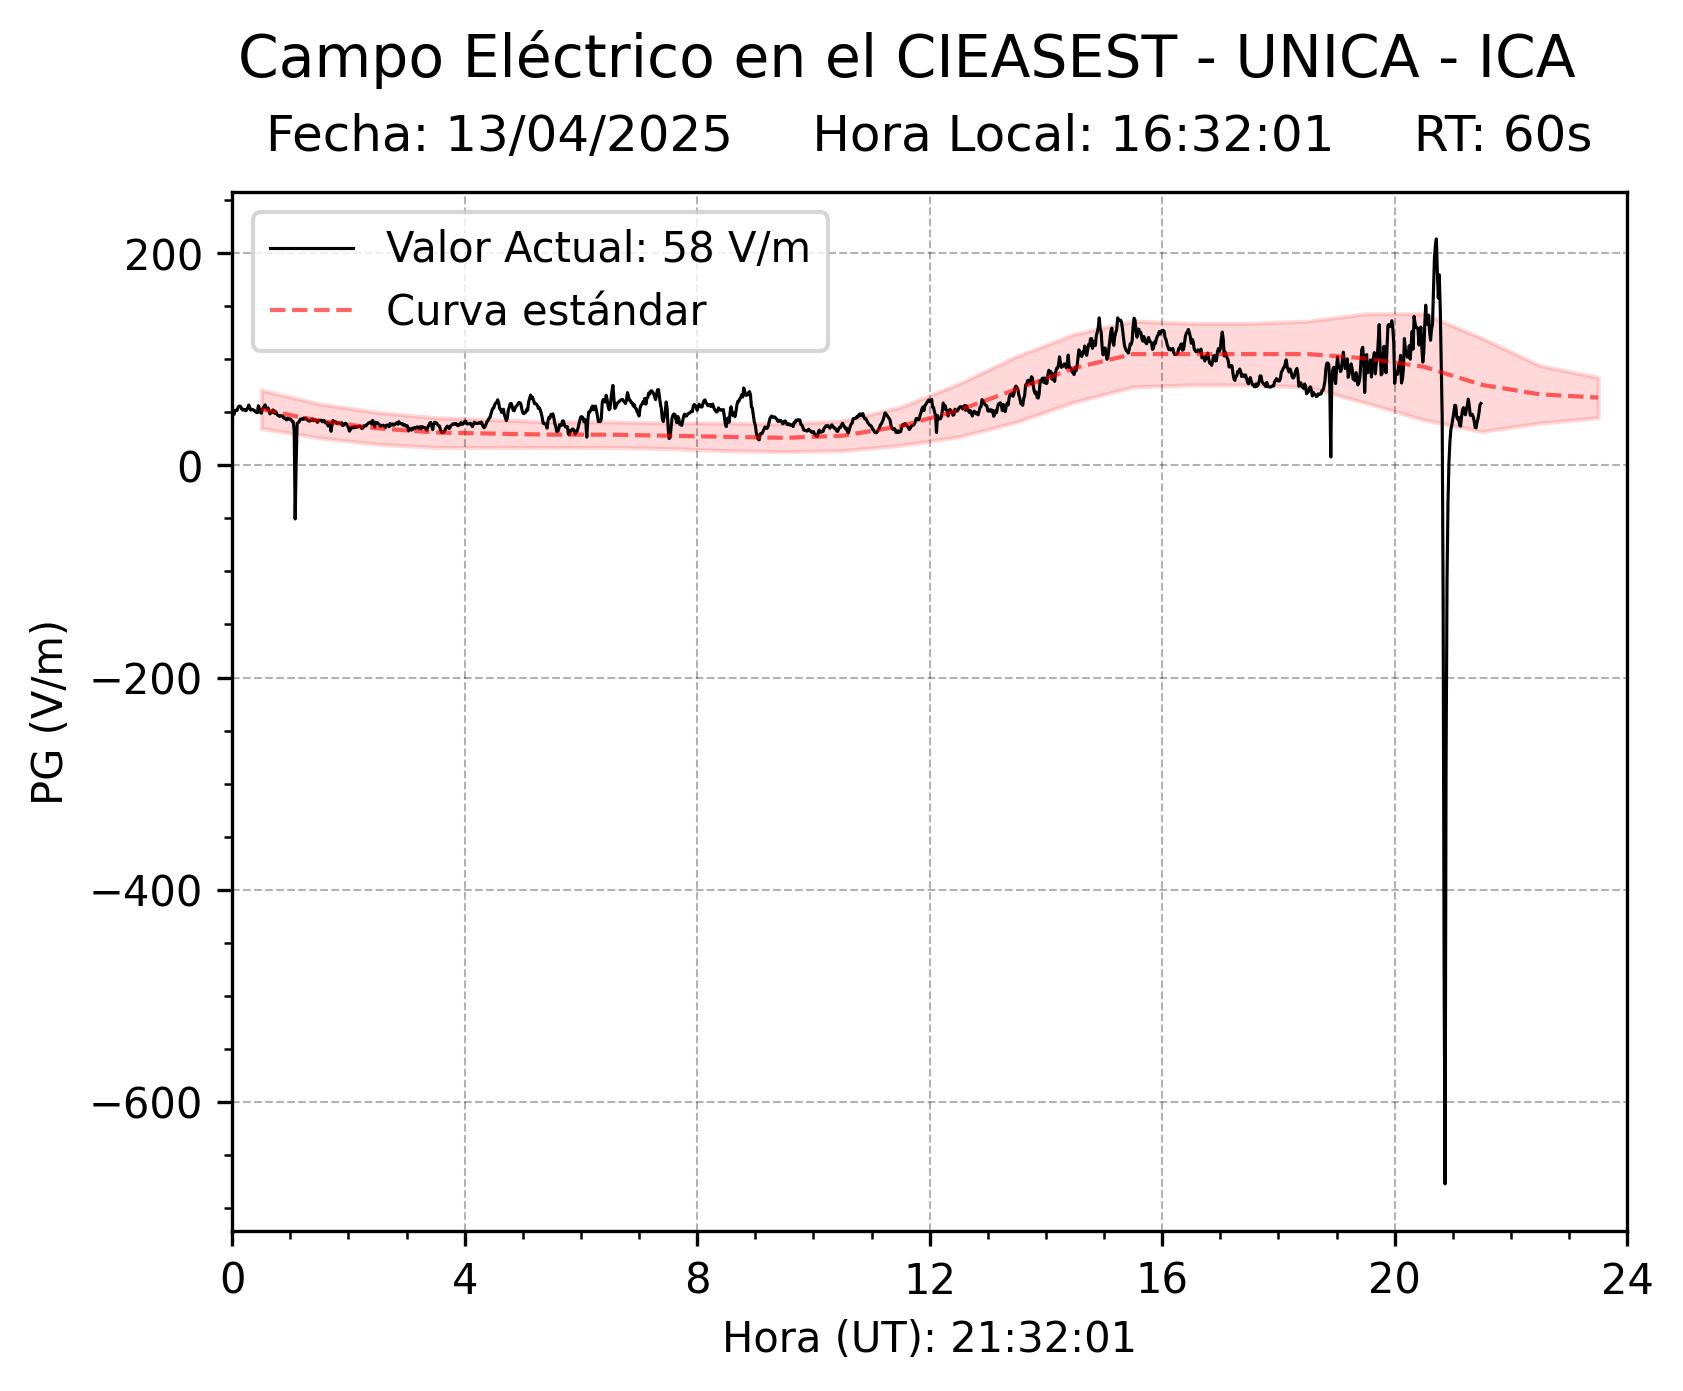 Campo Eléctrico en el CIEASEST - UNICA - ICA
Fecha: 13/04/2025 Hora Local: 16:32:01 RT: 60s
Valor Actual: 58 V/m
Curva estándar
PG (V/m)
200
0
−200
−400
−600
0 4 8 12 16 20 24
Hora (UT): 21:32:01